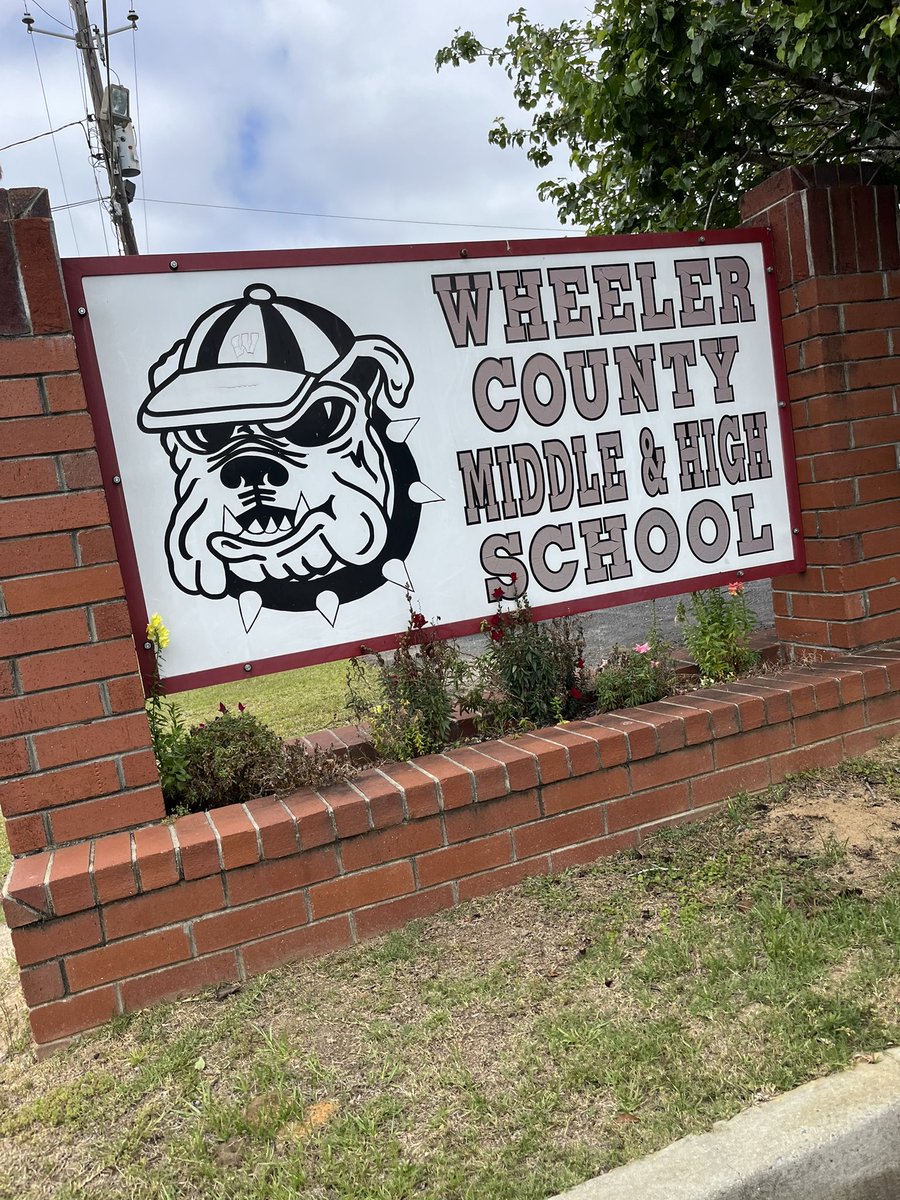 W
WHEELER
COUNTY
MIDDLE & HIGH
SCHOOL